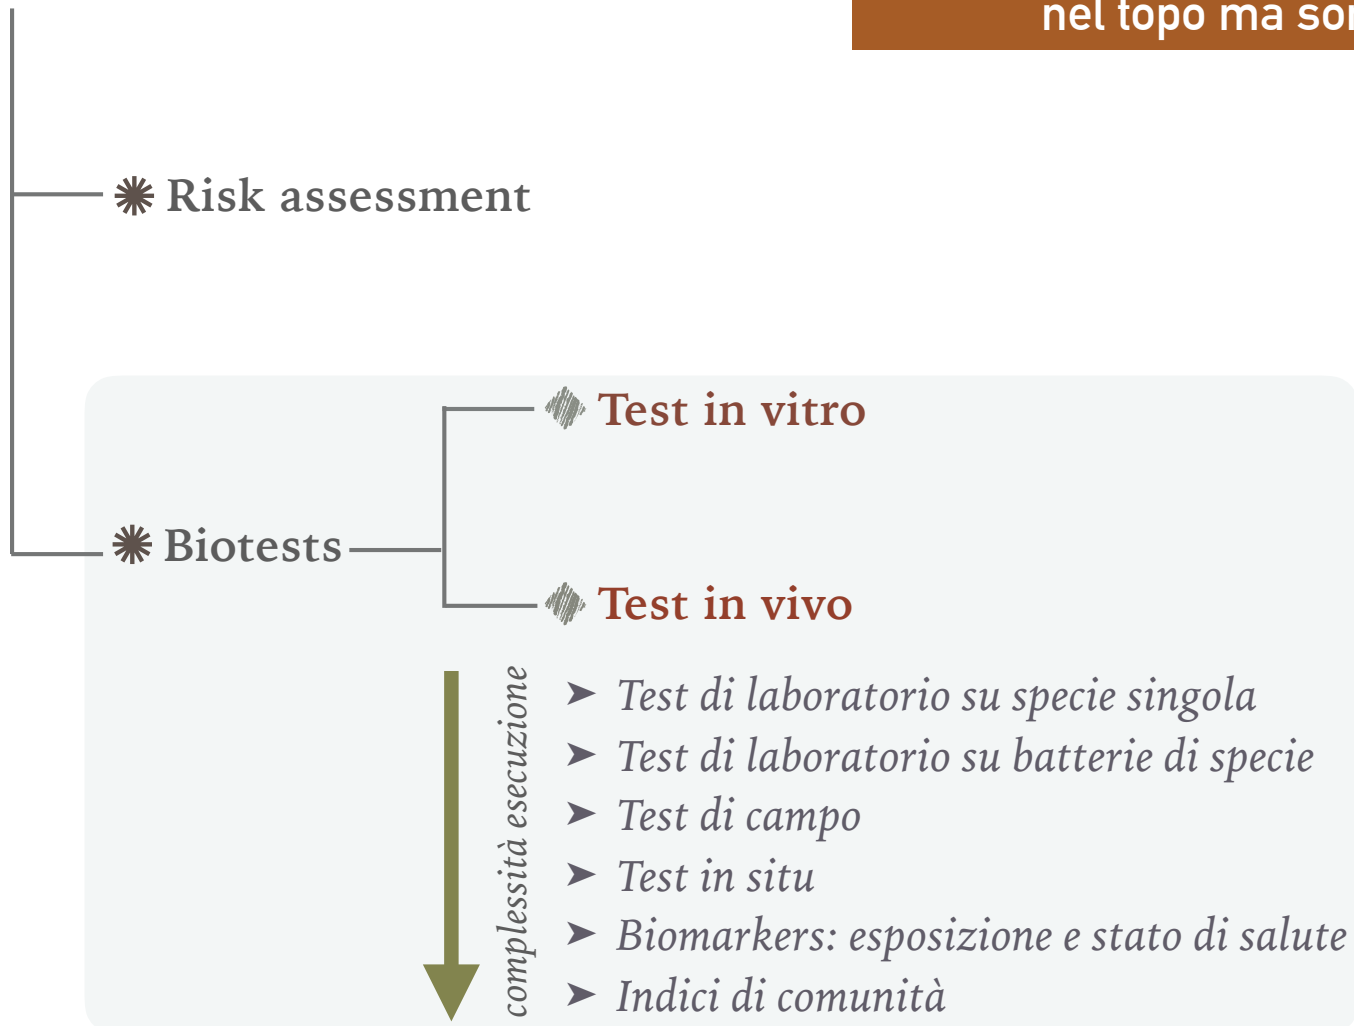 nel topo ma
Risk assessment
Test in vitro
Biotests
Test in vivo
complessità esecuzione
➤ Test di laboratorio su specie singola
➤ Test di laboratorio su batterie di specie
➤ Test di campo
➤ Test in situ
➤ Biomarkers: esposizione e stato di salute
➤ Indici di comunità